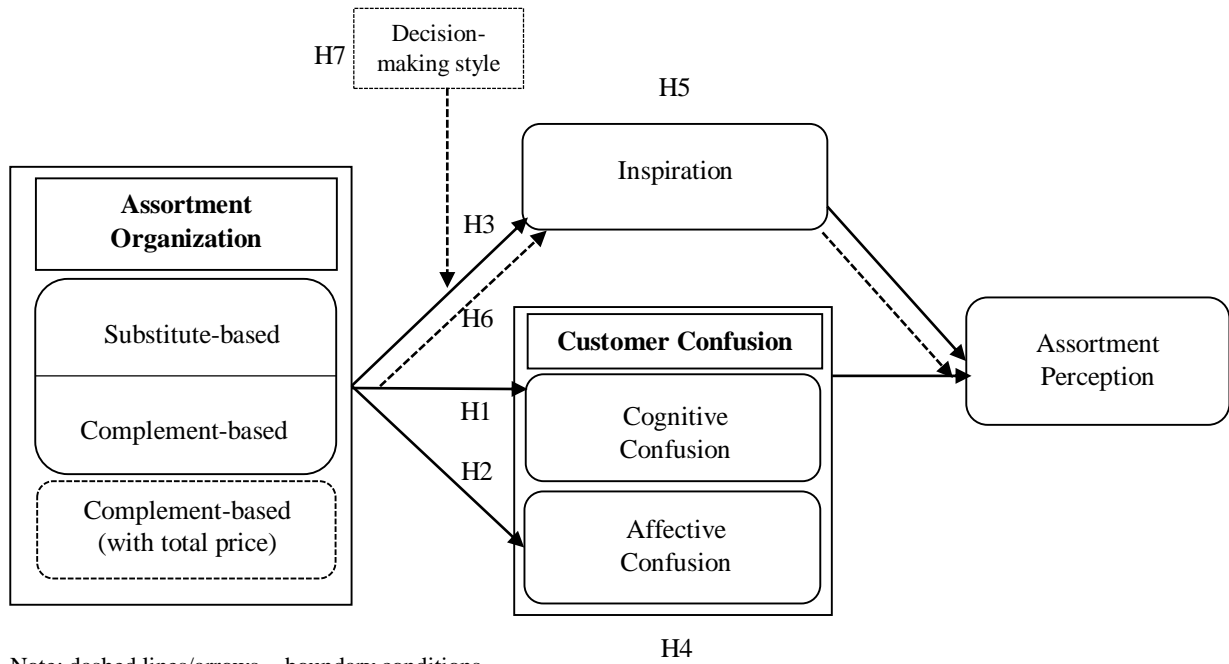 Decision-
making style
H7
H5
Inspiration
Assortment
Organization
H3
H6
Substitute-based
Customer Confusion
Assortment
Perception
Complement-based
H1
Cognitive
Confusion
H2
Complement-based
(with total price)
Affective
Confusion
H4
Note: dashed lines/arrows – boundary conditions